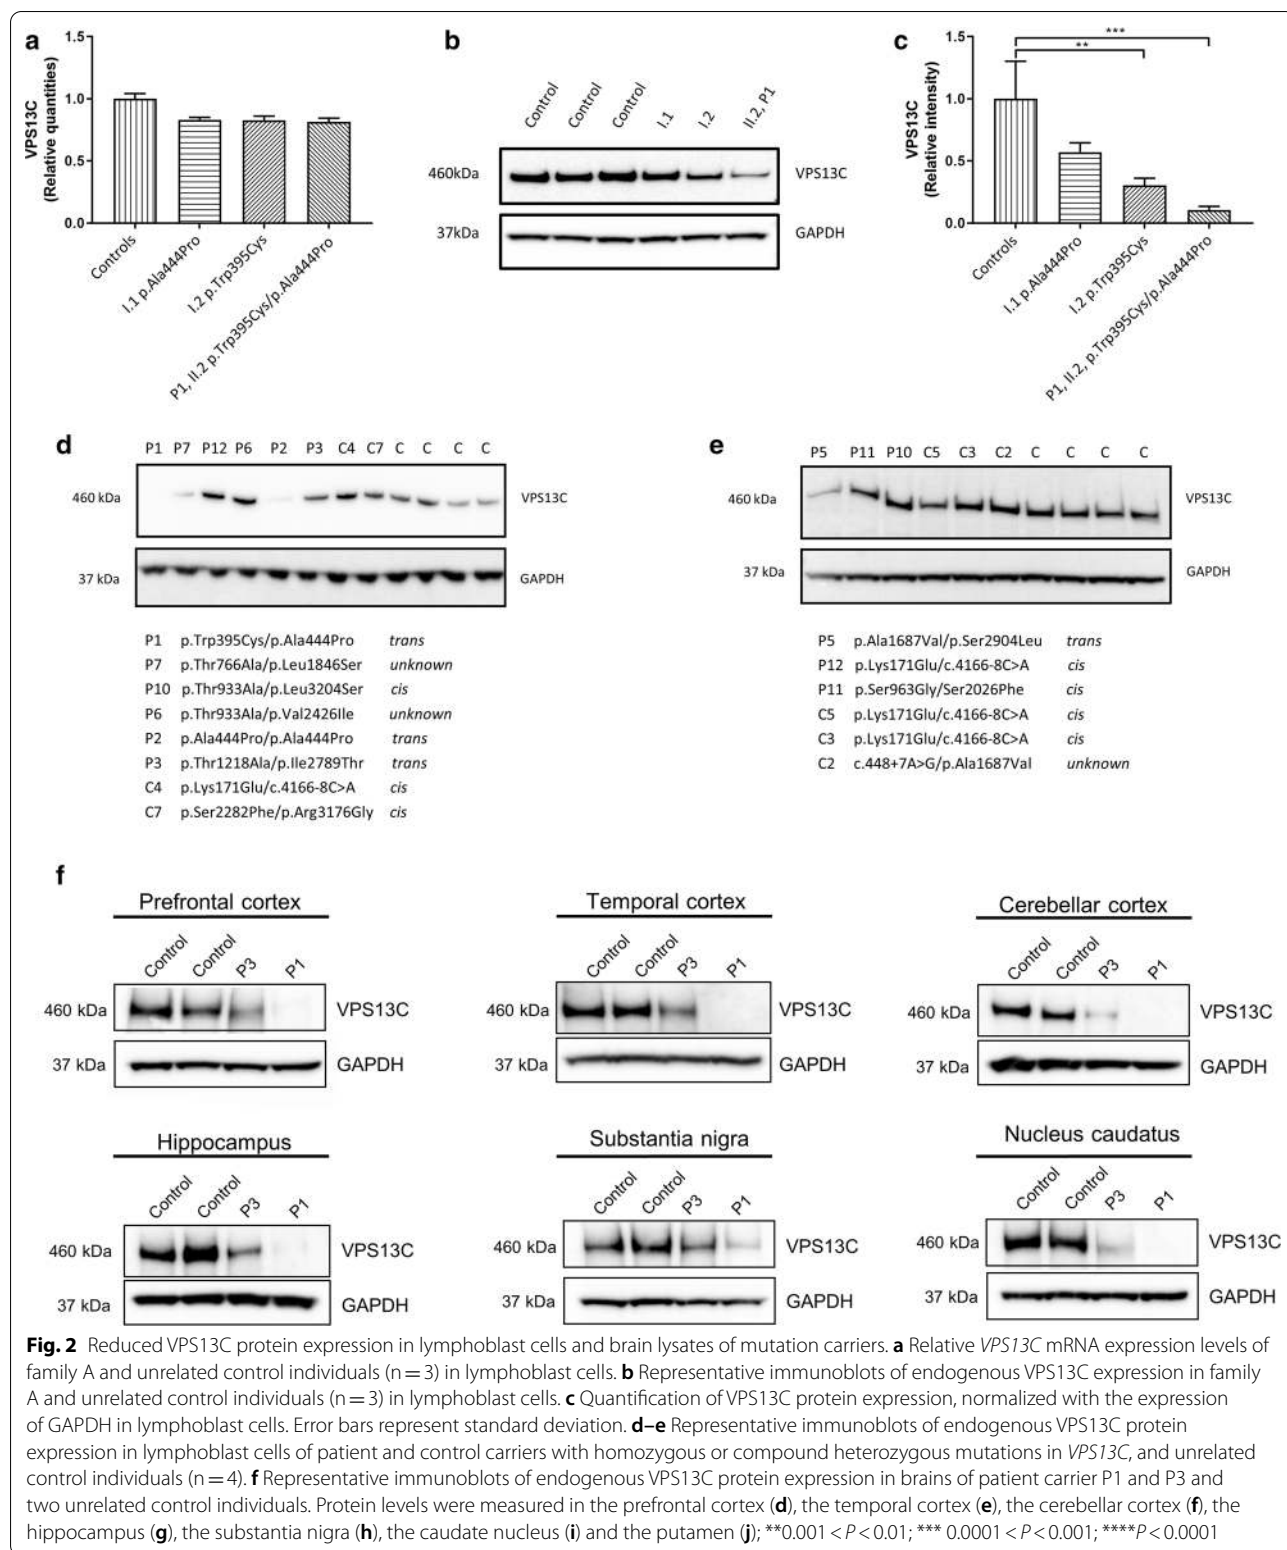 a
1.5
1.0
0.5
0.0
VPS13C
(Relative quantities)
Controls
I.1 p.Ala444Pro
I.2 p.Trp395Cys
P1, II.2 p.Trp395Cys/p.Ala444Pro
b
Control
Control
Control
I.1
I.2
II.2, P1
460kDa
VPS13C
37kDa
GAPDH
c
1.5
1.0
0.5
0.0
VPS13C
(Relative intensity)
***
**
Controls
I.1 p.Ala444Pro
I.2 p.Trp395Cys
P1, II.2, p.Trp395Cys/p.Ala444Pro
d
P1 P7 P12 P6 P2 P3 C4 C7 C C C C
460 kDa
VPS13C
37 kDa
GAPDH
P1 p.Trp395Cys/p.Ala444Pro trans
P7 p.Thr766Ala/p.Leu1846Ser unknown
P10 p.Thr933Ala/p.Leu3204Ser cis
P6 p.Thr933Ala/p.Val2426Ile unknown
P2 p.Ala444Pro/p.Ala444Pro trans
P3 p.Thr1218Ala/p.Ile2789Thr trans
C4 p.Lys171Glu/c.4166-8C>A cis
C7 p.Ser2282Phe/p.Arg3176Gly cis
e
P5 P11 P10 C5 C3 C2 C C C C
460 kDa
VPS13C
37 kDa
GAPDH
P5 p.Ala1687Val/p.Ser2904Leu trans
P12 p.Lys171Glu/c.4166-8C>A cis
P11 p.Ser963Gly/Ser2026Phe cis
C5 p.Lys171Glu/c.4166-8C>A cis
C3 p.Lys171Glu/c.4166-8C>A cis
C2 c.448+7A>G/p.Ala1687Val unknown
f
Prefrontal cortex
Control
Control
P3
P1
460 kDa
VPS13C
37 kDa
GAPDH
Temporal cortex
Control
Control
P3
P1
460 kDa
VPS13C
37 kDa
GAPDH
Cerebellar cortex
Control
Control
P3
P1
460 kDa
VPS13C
37 kDa
GAPDH
Hippocampus
Control
Control
P3
P1
460 kDa
VPS13C
37 kDa
GAPDH
Substantia nigra
Control
Control
P3
P1
460 kDa
VPS13C
37 kDa
GAPDH
Nucleus caudatus
Control
Control
P3
P1
460 kDa
VPS13C
37 kDa
GAPDH
Fig. 2 Reduced VPS13C protein expression in lymphoblast cells and brain lysates of mutation carriers. a Relative VPS13C mRNA expression levels of
family A and unrelated control individuals (n = 3) in lymphoblast cells. b Representative immunoblots of endogenous VPS13C expression in family
A and unrelated control individuals (n = 3) in lymphoblast cells. c Quantification of VPS13C protein expression, normalized with the expression
of GAPDH in lymphoblast cells. Error bars represent standard deviation. d–e Representative immunoblots of endogenous VPS13C protein
expression in lymphoblast cells of patient and control carriers with homozygous or compound heterozygous mutations in VPS13C, and unrelated
control individuals (n = 4). f Representative immunoblots of endogenous VPS13C protein expression in brains of patient carrier P1 and P3 and
two unrelated control individuals. Protein levels were measured in the prefrontal cortex (d), the temporal cortex (e), the cerebellar cortex (f), the
hippocampus (g), the substantia nigra (h), the caudate nucleus (i) and the putamen (j); **0.001 < P < 0.01; *** 0.0001 < P < 0.001; ****P < 0.0001